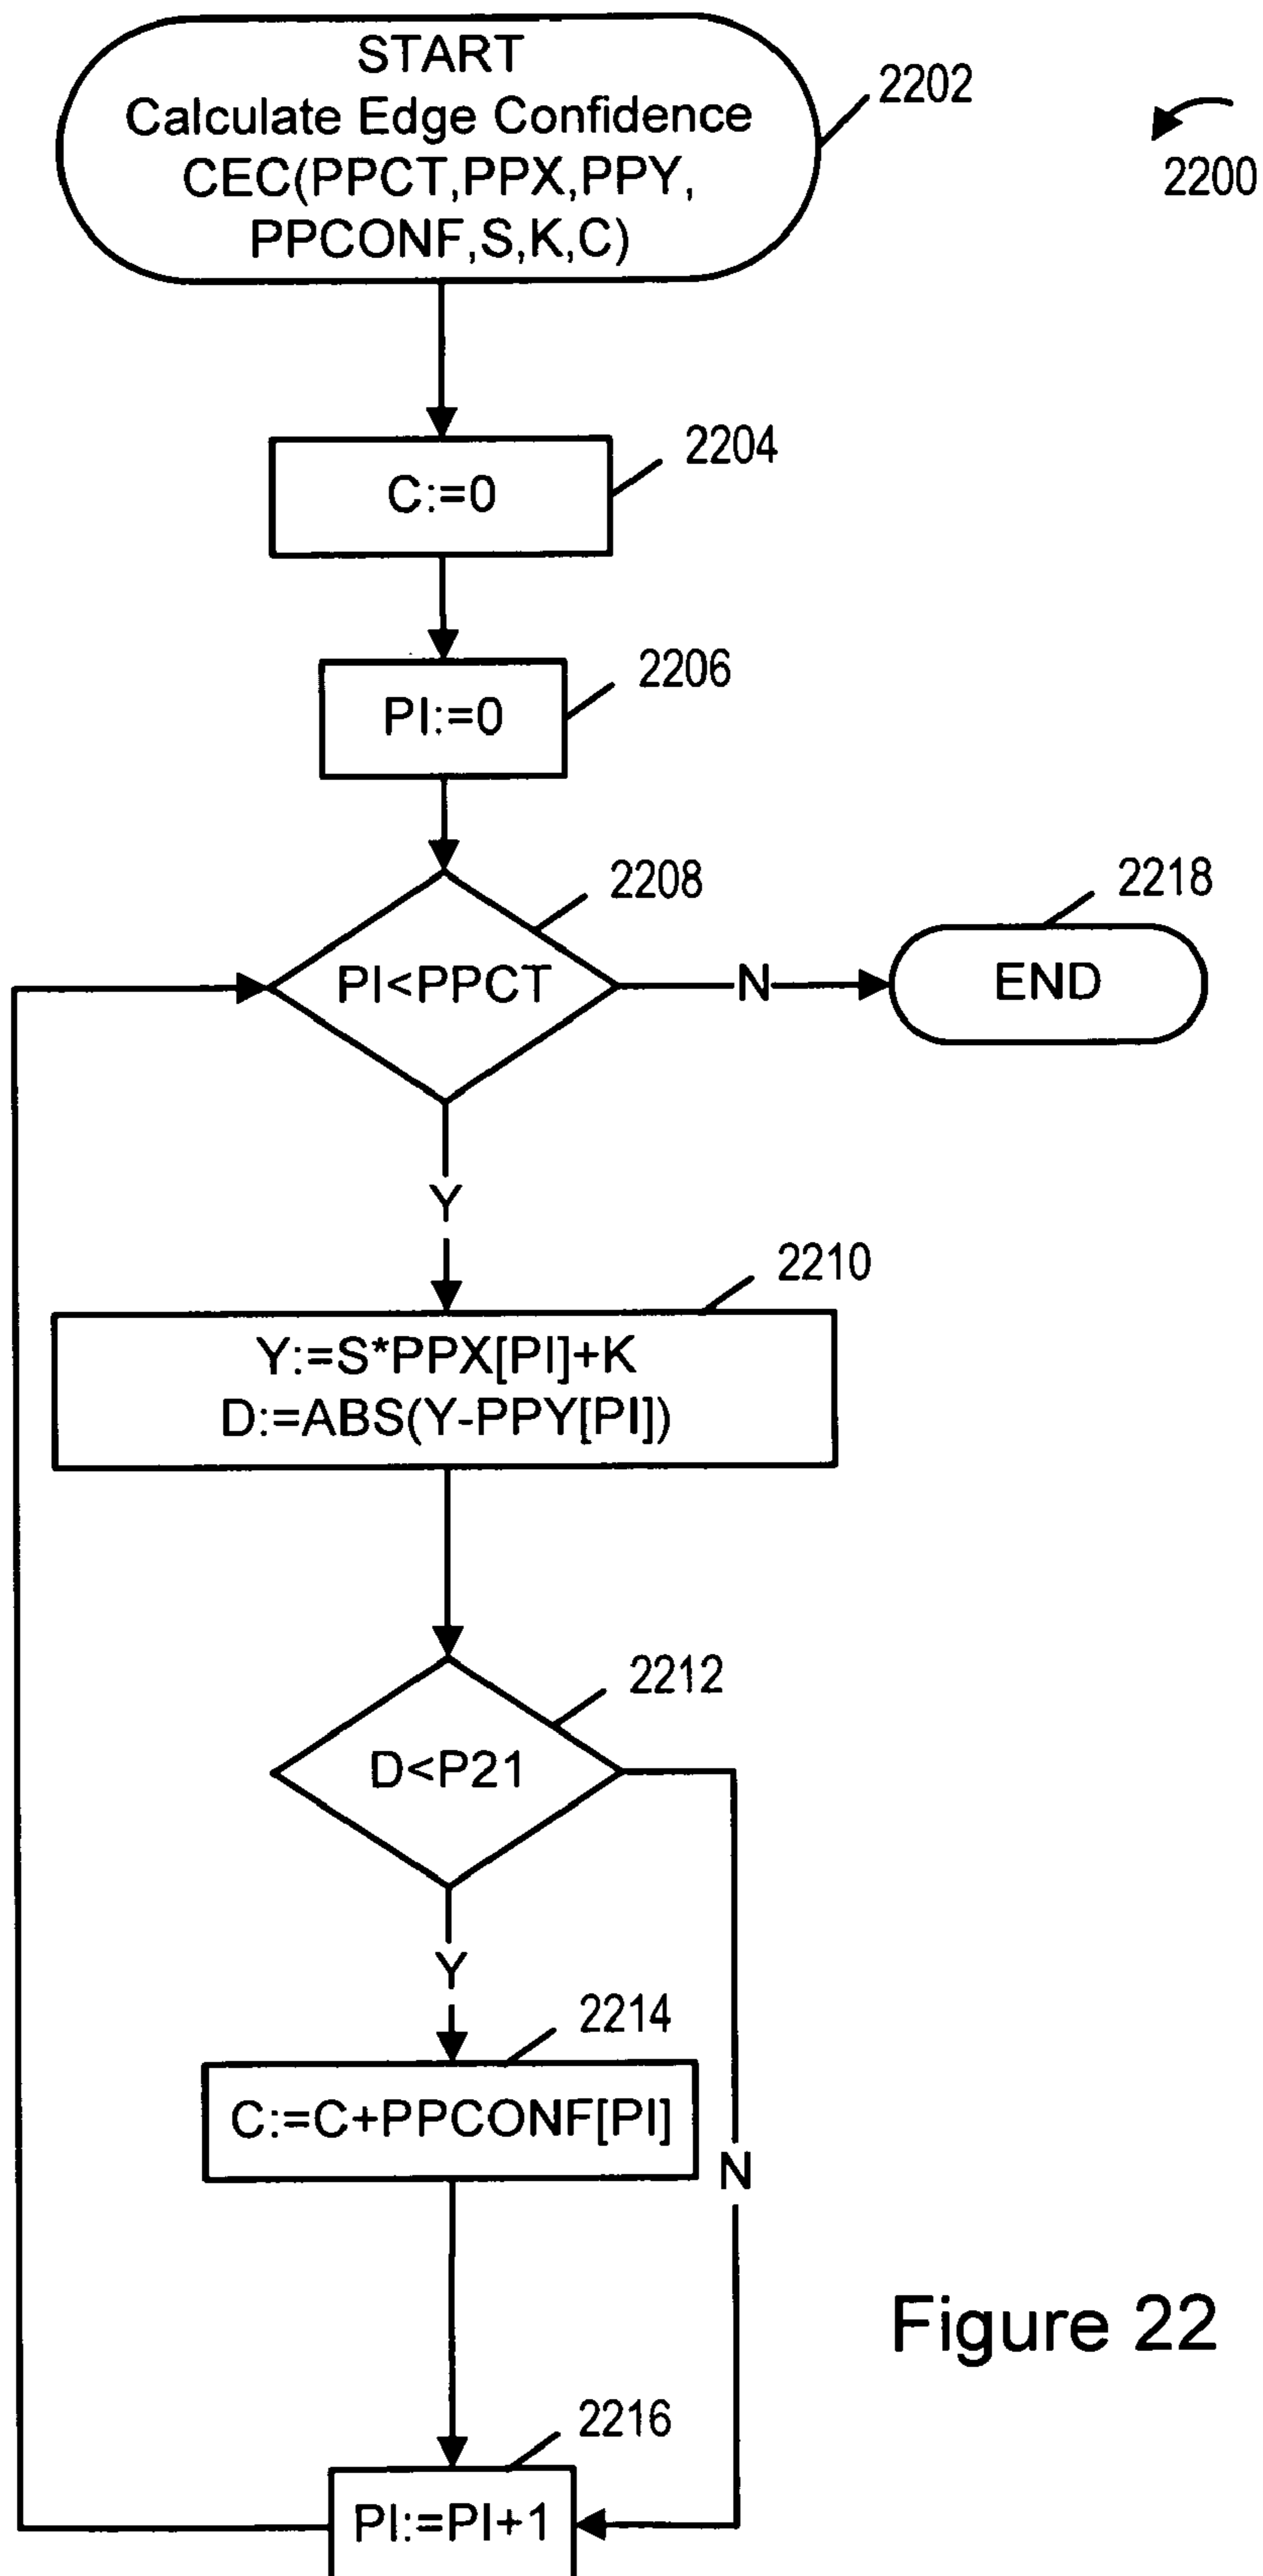 START
Calculate Edge Confidence
CEC(PPCT,PPX,PPY,
PPCONF,S,K,C)
2202
2200
C:=0
2204
PI:=0
2206
PI<PPCT
2208
N
END
2218
Y
Y:=S*PPX[PI]+K
D:=ABS(Y-PPY[PI])
2210
D<P21
2212
Y
C:=C+PPCONF[PI]
2214
N
PI:=PI+1
2216
Figure 22